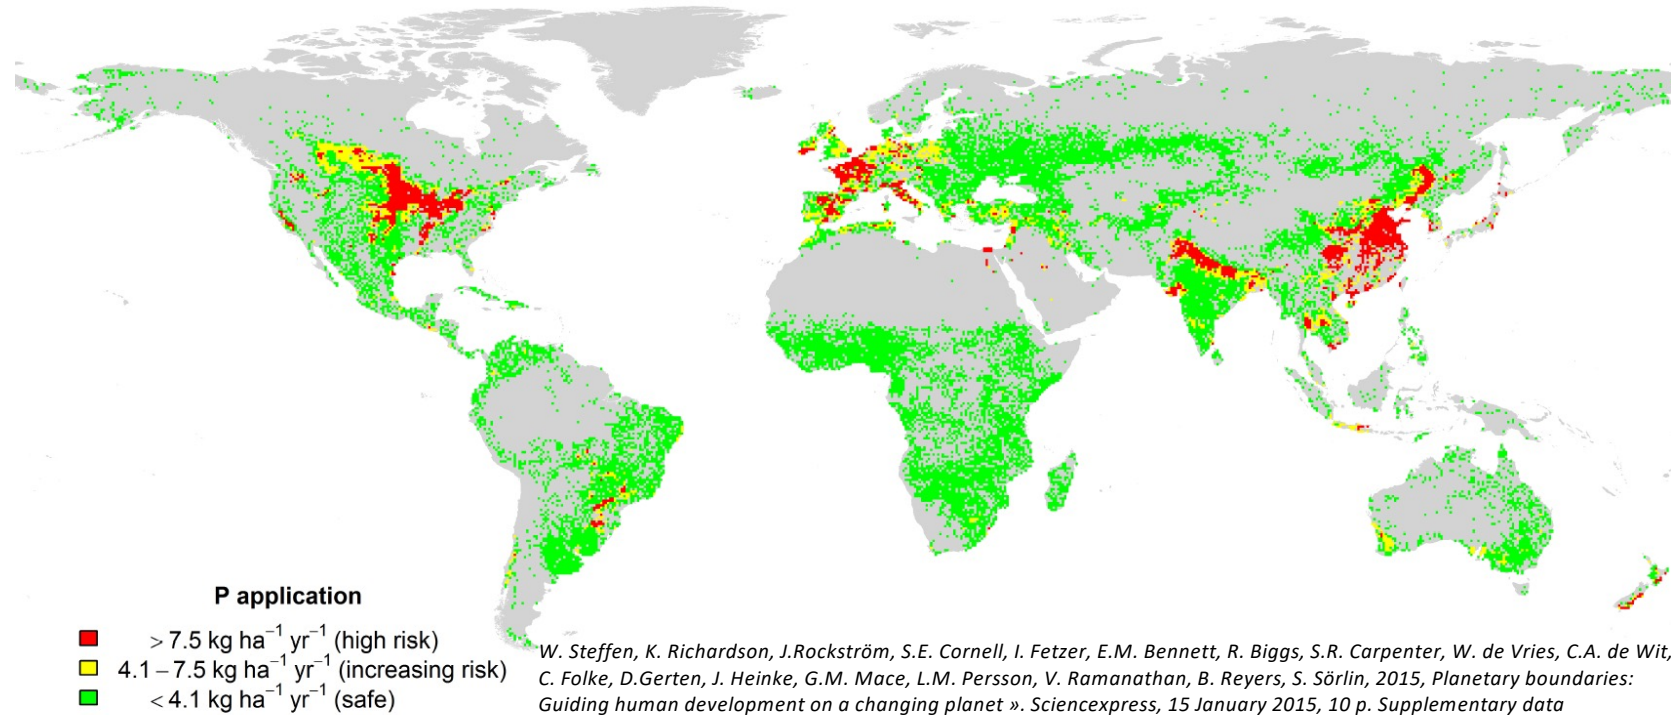 P application
> 7.5 kg ha⁻¹ yr⁻¹ (high risk)
4.1 – 7.5 kg ha⁻¹ yr⁻¹ (increasing risk)
< 4.1 kg ha⁻¹ yr⁻¹ (safe)
W. Steffen, K. Richardson, J.Rockström, S.E. Cornell, I. Fetzer, E.M. Bennett, R. Biggs, S.R. Carpenter, W. de Vries, C.A. de Wit,
C. Folke, D.Gerten, J. Heinke, G.M. Mace, L.M. Persson, V. Ramanathan, B. Reyers, S. Sörlin, 2015, Planetary boundaries:
Guiding human development on a changing planet ». Sciencexpress, 15 January 2015, 10 p. Supplementary data